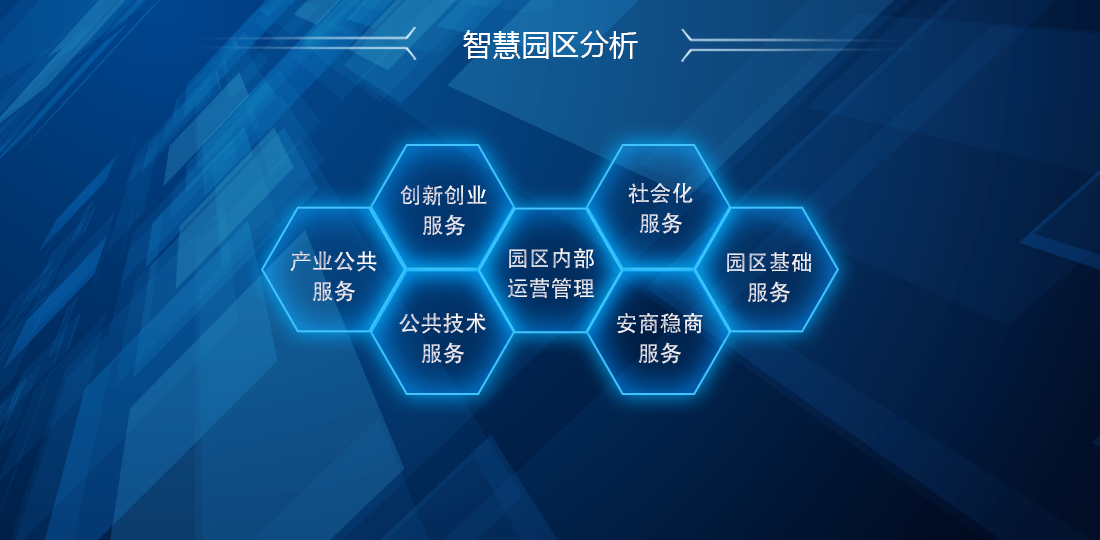 智慧园区分析
创新创业
服务
社会化
服务
产业公共
服务
园区内部
运营管理
园区基础
服务
公共技术
服务
安商稳商
服务